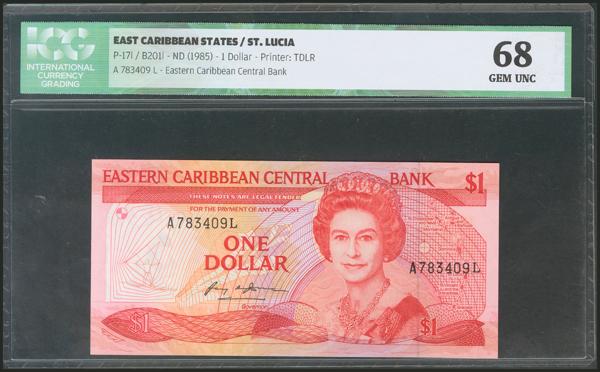 ICG
INTERNATIONAL
CURRENCY
GRADING
EAST CARIBBEAN STATES / ST. LUCIA
P-17l / B201l - ND (1985) - 1 Dollar - Printer: TDLR
A 783409 L - Eastern Caribbean Central Bank
68
GEM UNC
EASTERN CARIBBEAN CENTRAL BANK $1
THESE NOTES ARE LEGAL TENDER
FOR THE PAYMENT OF ANY AMOUNT
A783409L
ONE
DOLLAR
A783409L
Governor
$1 $1